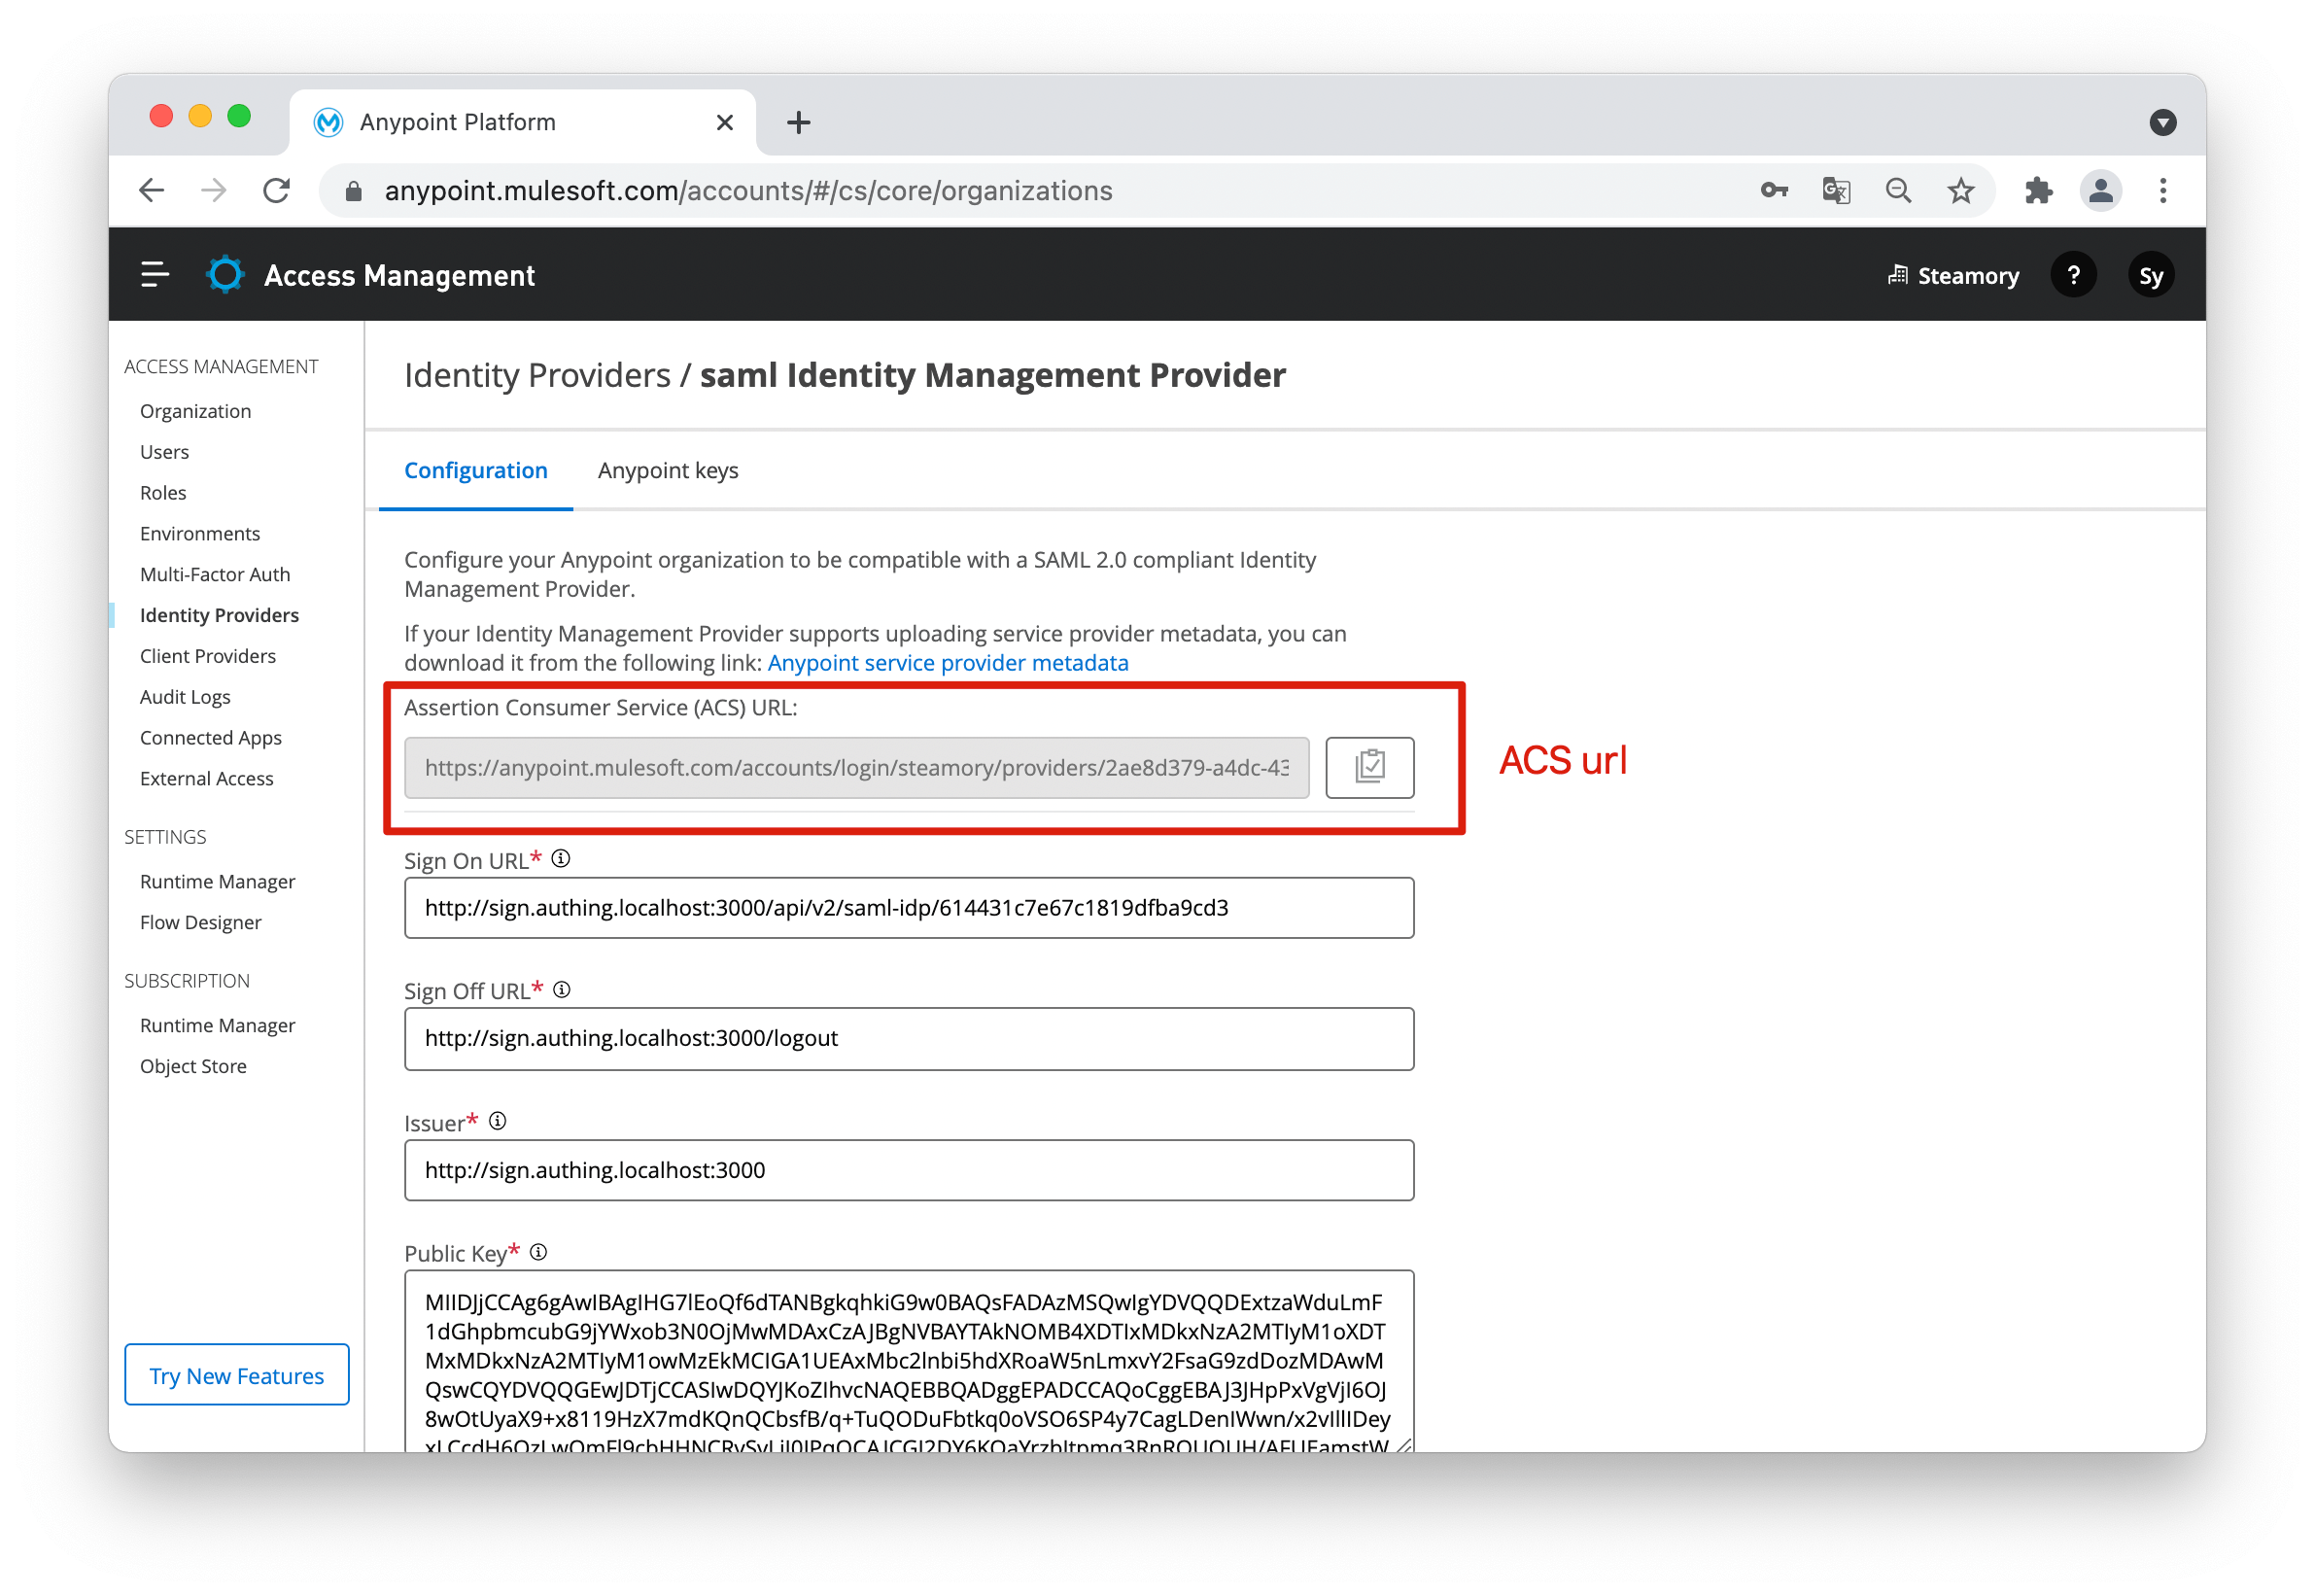 Anypoint Platform
anypoint.mulesoft.com/accounts/#/cs/core/organizations
Access Management
Steamory
?
Sy
ACCESS MANAGEMENT
Organization
Users
Roles
Environments
Multi-Factor Auth
Identity Providers
Client Providers
Audit Logs
Connected Apps
External Access
SETTINGS
Runtime Manager
Flow Designer
SUBSCRIPTION
Runtime Manager
Object Store
Try New Features
Identity Providers / saml Identity Management Provider
Configuration
Anypoint keys
Configure your Anypoint organization to be compatible with a SAML 2.0 compliant Identity
Management Provider.
If your Identity Management Provider supports uploading service provider metadata, you can
download it from the following link: Anypoint service provider metadata
Assertion Consumer Service (ACS) URL:
https://anypoint.mulesoft.com/accounts/login/steamory/providers/2ae8d379-a4dc-43
ACS url
Sign On URL*
http://sign.authing.localhost:3000/api/v2/saml-idp/614431c7e67c1819dfba9cd3
Sign Off URL*
http://sign.authing.localhost:3000/logout
Issuer*
http://sign.authing.localhost:3000
Public Key*
MIIDJjCCAg6gAwIBAgIHG7lEoQf6dTANBgkqhkiG9w0BAQsFADAzMSQwIgYDVQQDExtzaWduLmF
1dGhpbmcubG9jYWxob3N0OjMwMDAxCzAJBgNVBAYTAkNOMB4XDTIxMDkxNzA2MTIyM1oXDT
MxMDkxNzA2MTIyM1owMzEkMCIGA1UEAxMbc2lnbi5hdXRoaW5nLmxvY2FsaG9zdDozMDAwM
QswCQYDVQQGEwJDTjCCASIwDQYJKoZIhvcNAQEBBQADggEPADCCAQoCggEBAJ3JHpPxVgVjI6OJ
8wOtUyaX9+x8119HzX7mdKQnQCbsfB/q+TuQODuFbtkq0oVSO6SP4y7CagLDenIWwn/x2vIllIDey